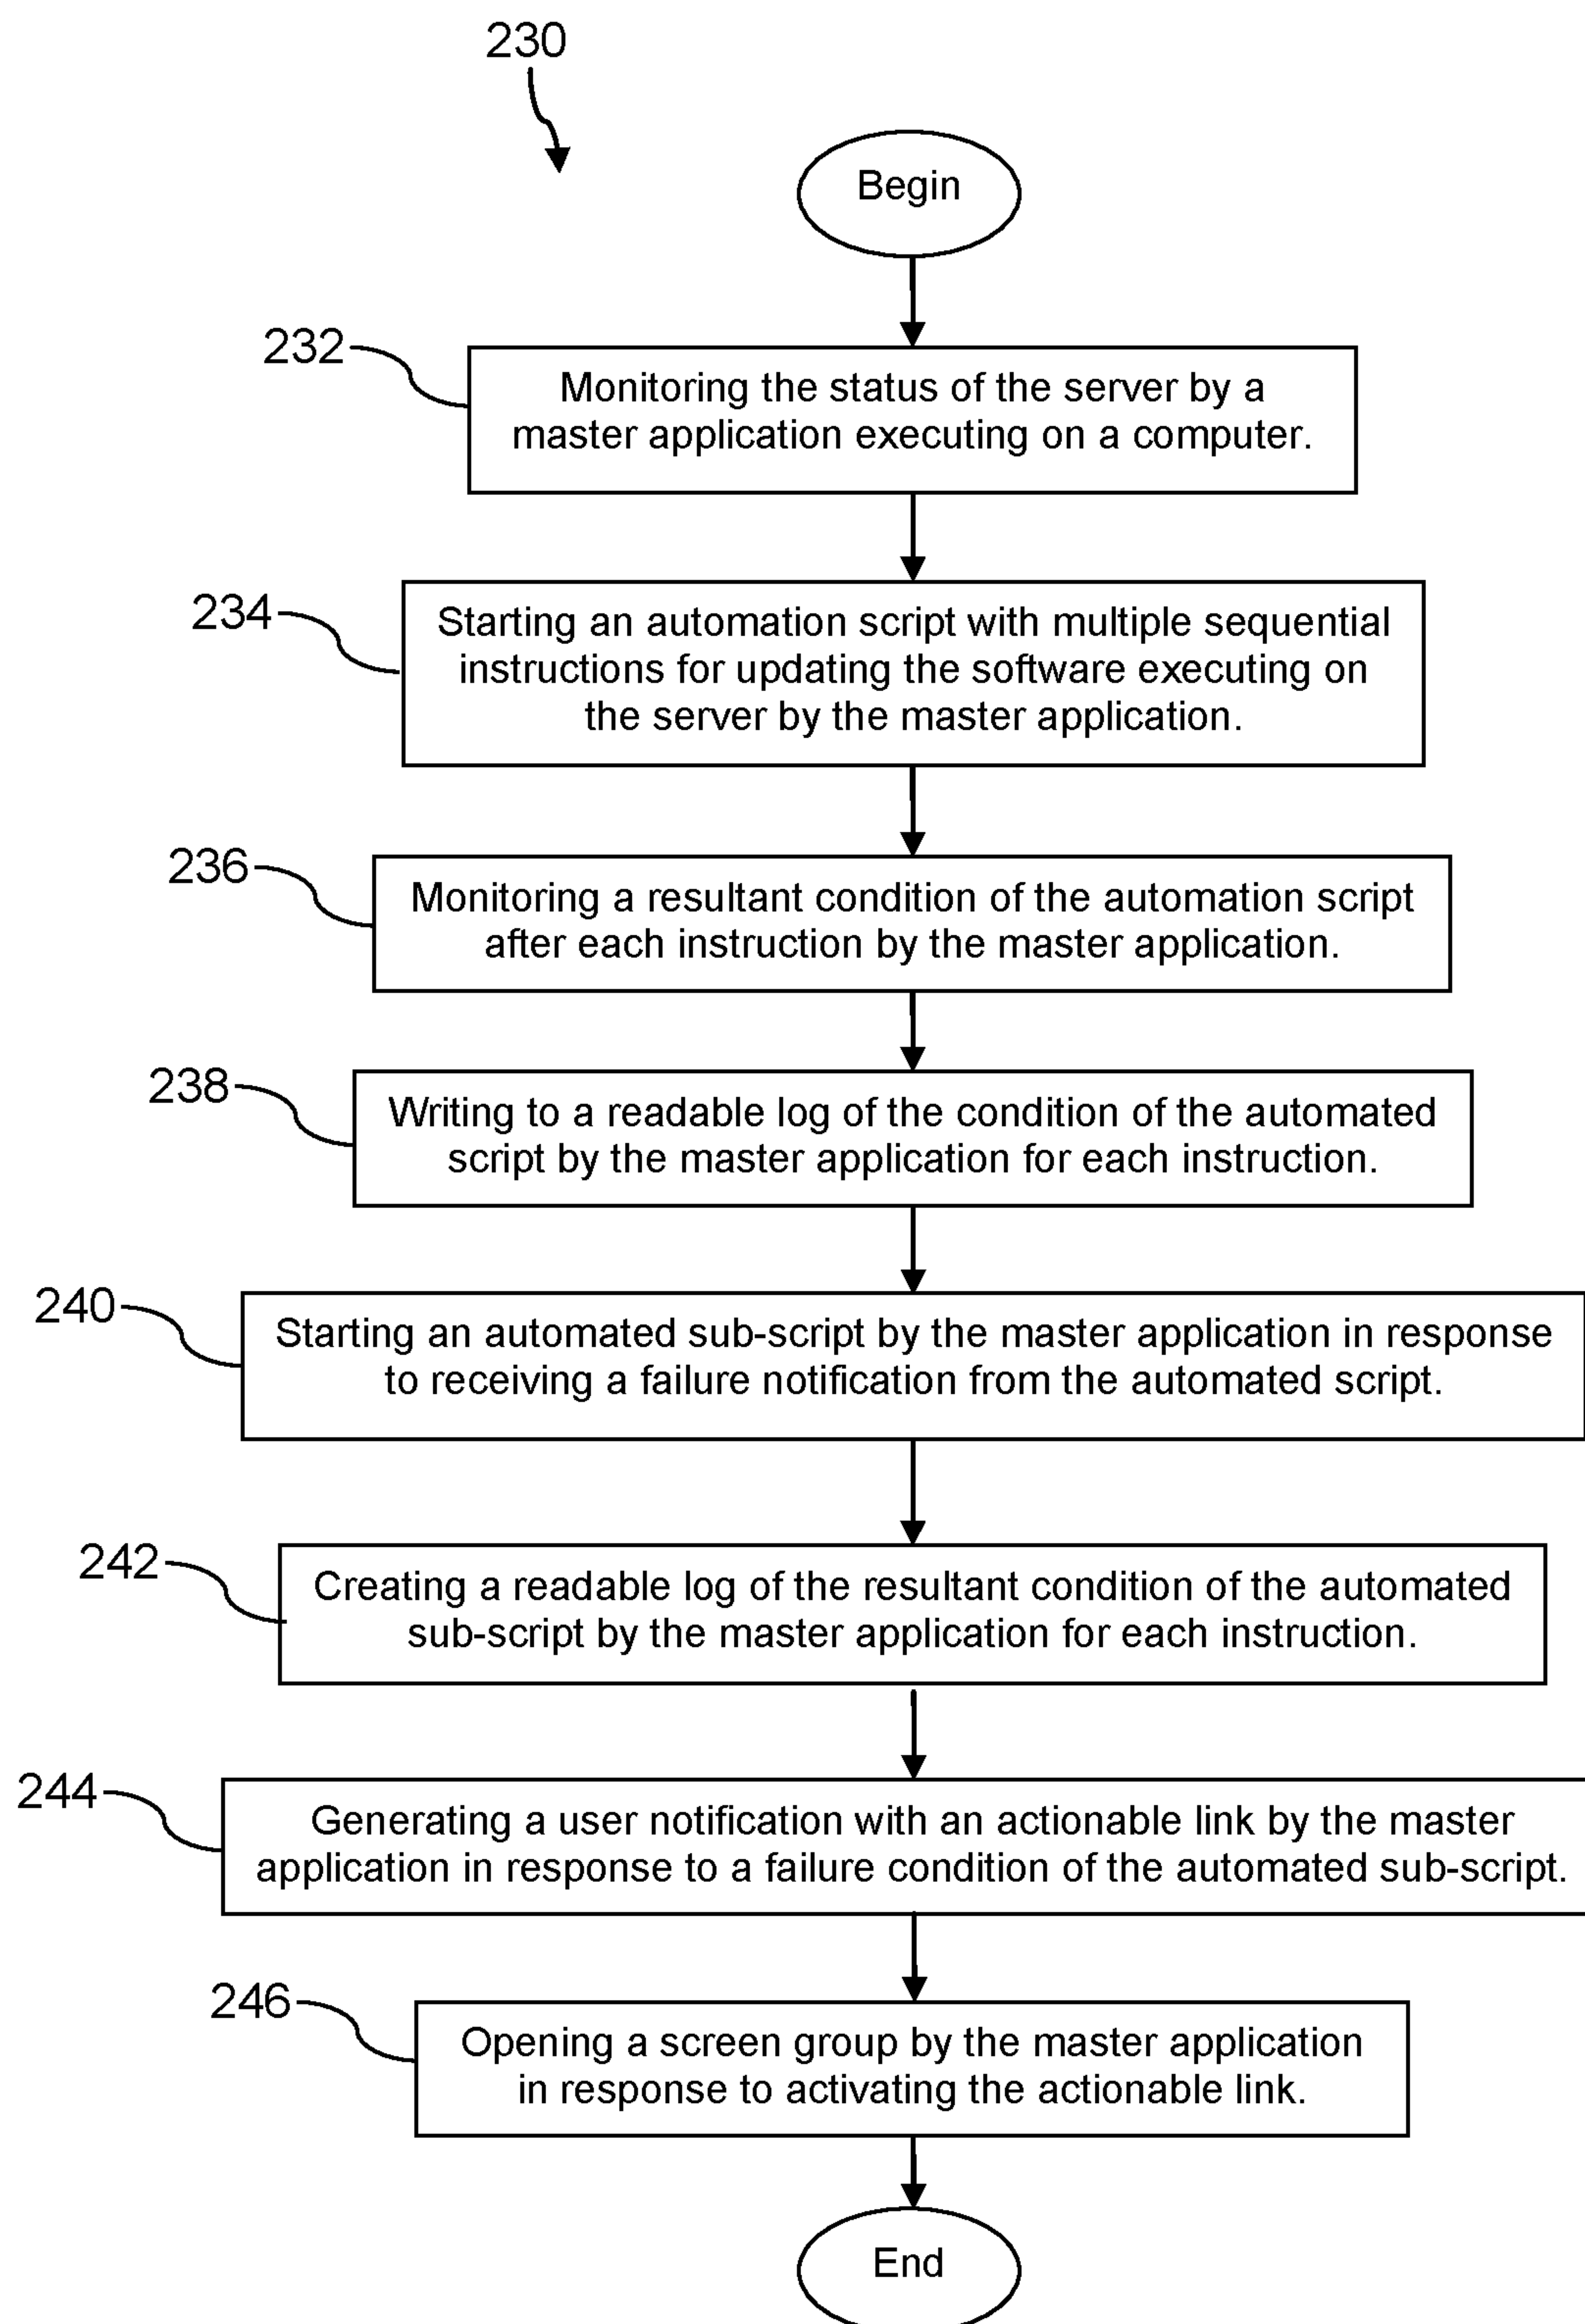 230
Begin
232
Monitoring the status of the server by a
master application executing on a computer.
234
Starting an automation script with multiple sequential
instructions for updating the software executing on
the server by the master application.
236
Monitoring a resultant condition of the automation script
after each instruction by the master application.
238
Writing to a readable log of the condition of the automated
script by the master application for each instruction.
240
Starting an automated sub-script by the master application in response
to receiving a failure notification from the automated script.
242
Creating a readable log of the resultant condition of the automated
sub-script by the master application for each instruction.
244
Generating a user notification with an actionable link by the master
application in response to a failure condition of the automated sub-script.
246
Opening a screen group by the master application
in response to activating the actionable link.
End